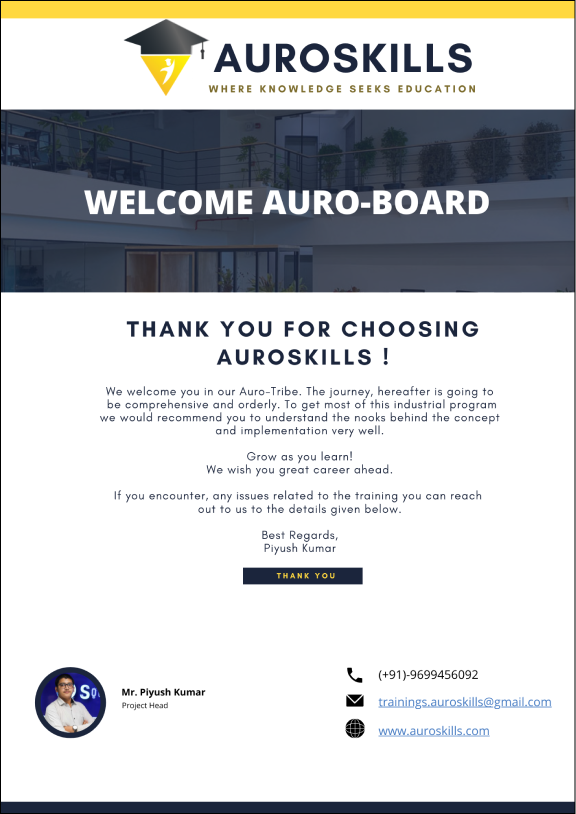 AUROSKILLS
WHERE KNOWLEDGE SEEKS EDUCATION
WELCOME AURO-BOARD
THANK YOU FOR CHOOSING
AUROSKILLS !
We welcome you in our Auro-Tribe. The journey, hereafter is going to
be comprehensive and orderly. To get most of this industrial program
we would recommend you to understand the nooks behind the concept
and implementation very well.
Grow as you learn!
We wish you great career ahead.
If you encounter, any issues related to the training you can reach
out to us to the details given below.
Best Regards,
Piyush Kumar
THANK YOU
Mr. Piyush Kumar
Project Head
(+91)-9699456092
trainings.auroskills@gmail.com
www.auroskills.com